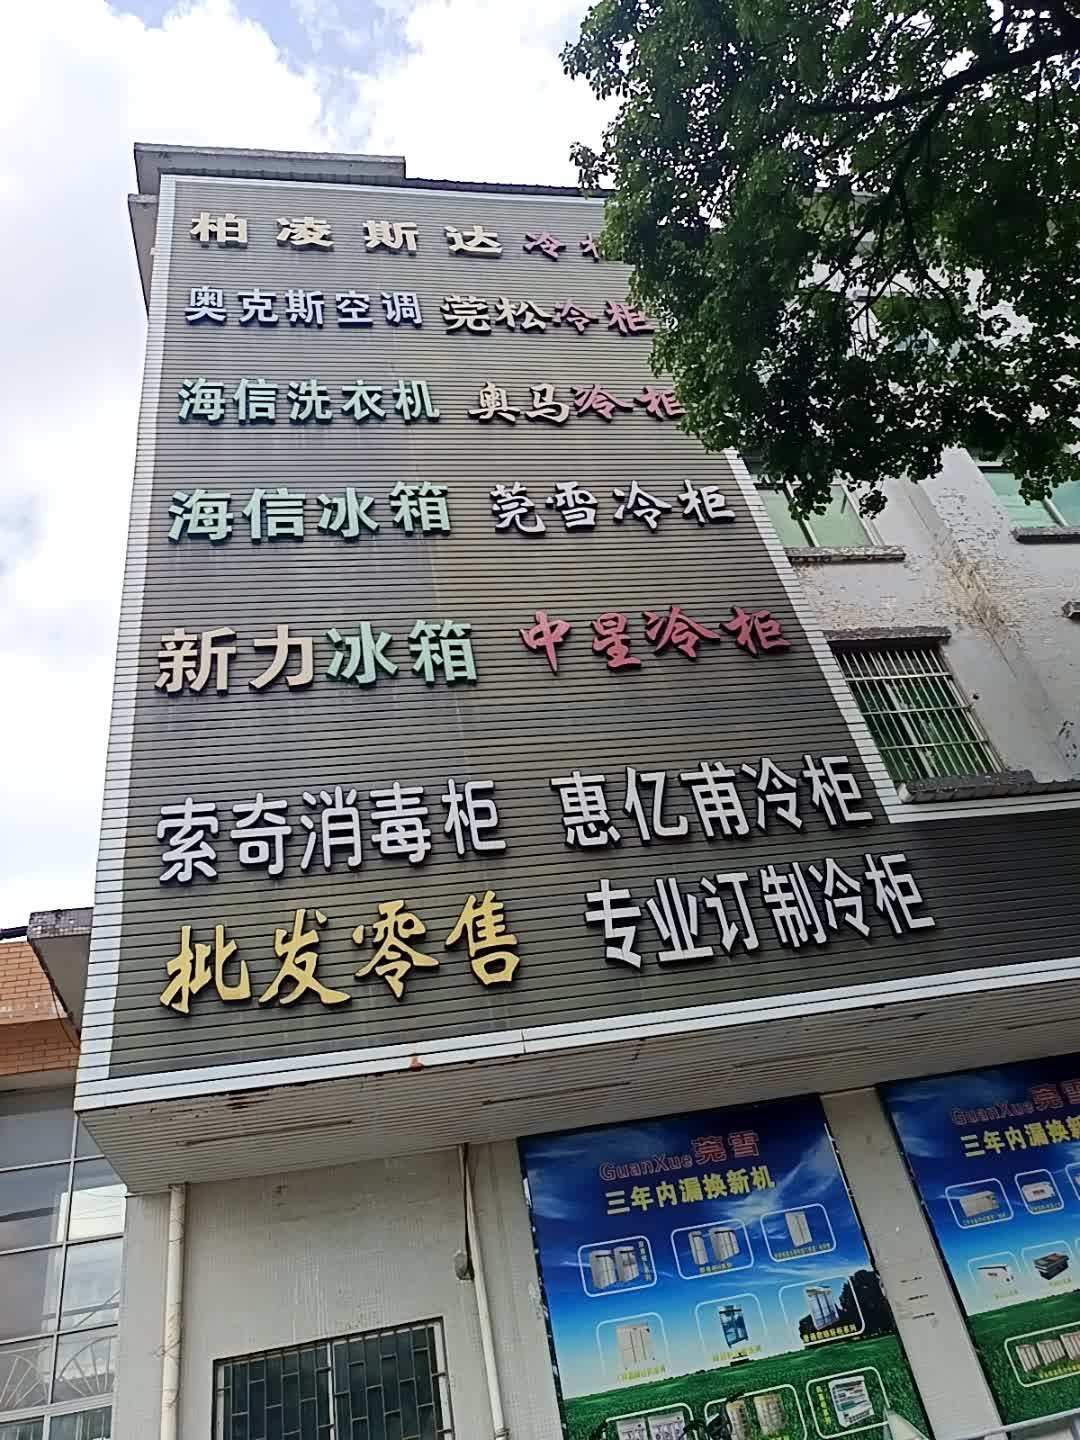 柏凌斯达冷
奥克斯空调 莞松冷柜
海信洗衣机 奥马冷柜
海信冰箱 莞雪冷柜
新力冰箱 中星冷柜
索奇消毒柜 惠亿甫冷柜
批发零售 专业订制冷柜
GuanXue莞雪
三年内漏换新机
GuanXue莞雪
三年内漏换新